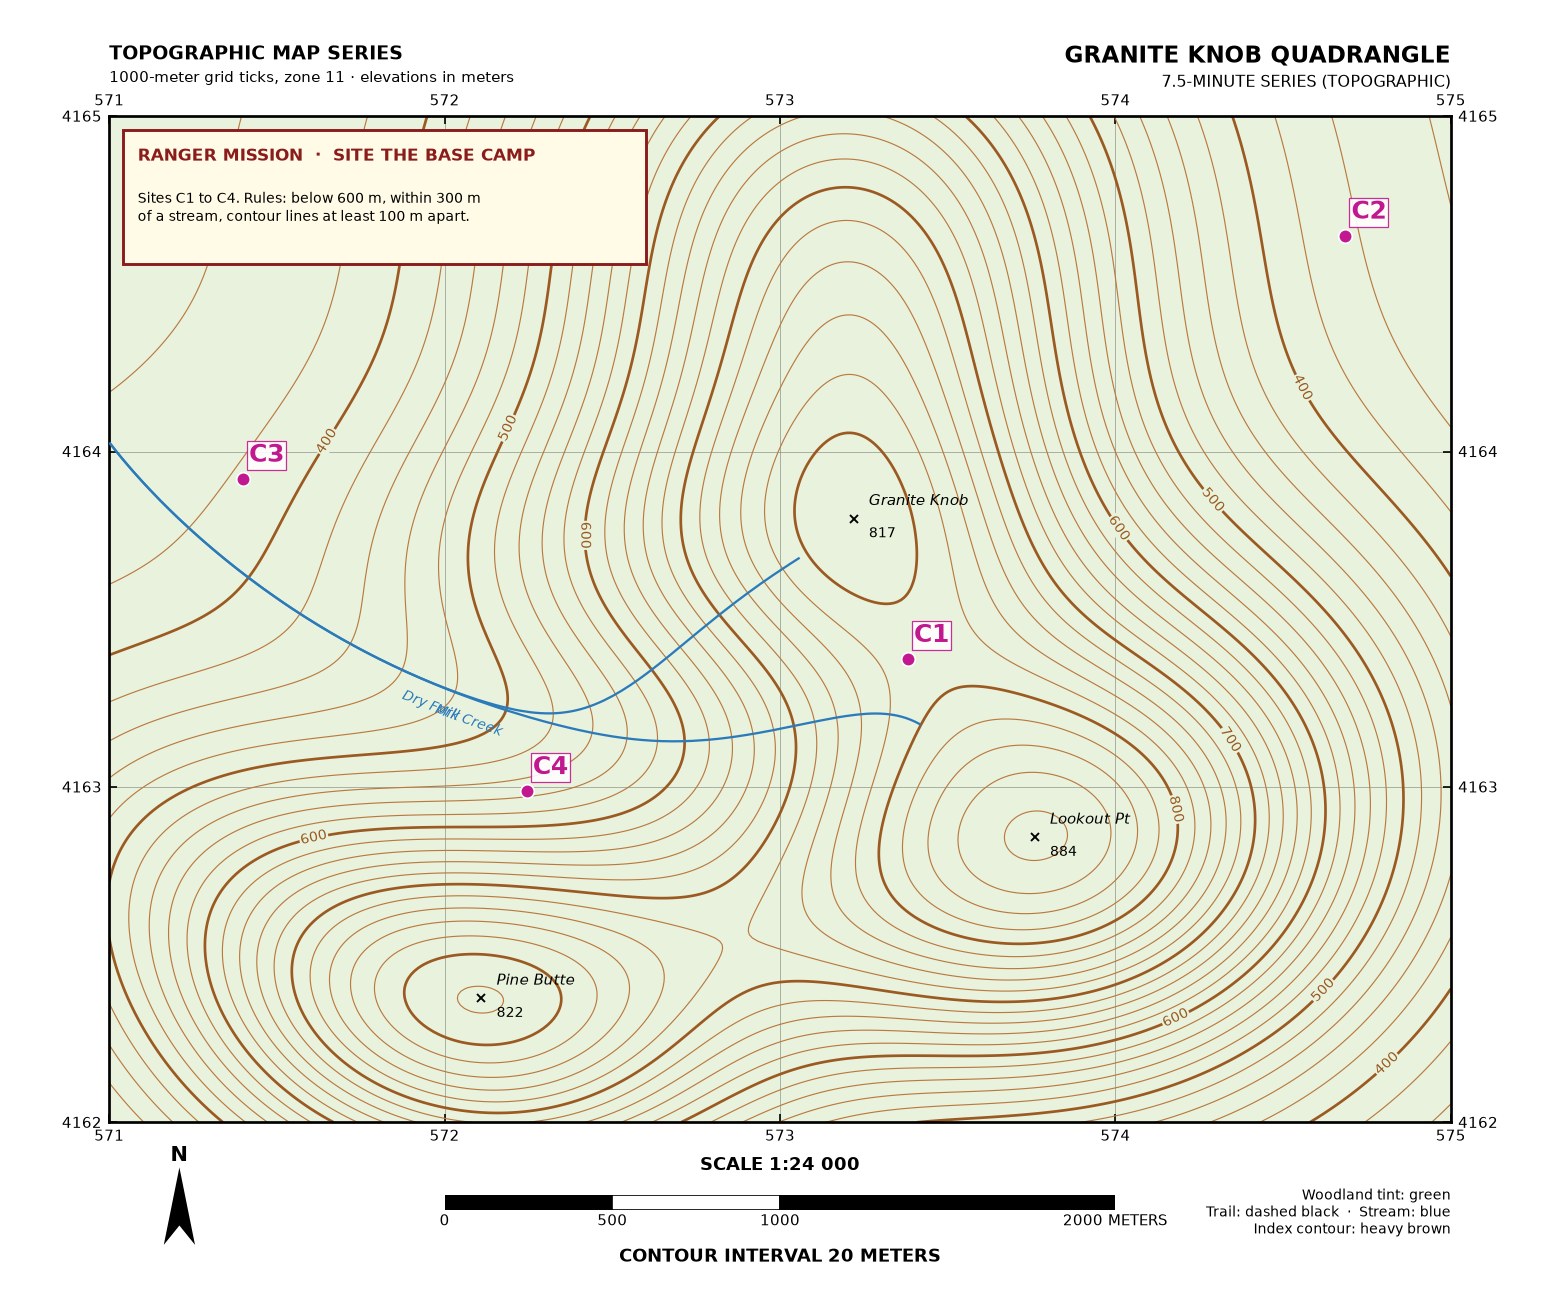 TOPOGRAPHIC MAP SERIES
1000-meter grid ticks, zone 11 · elevations in meters
GRANITE KNOB QUADRANGLE
7.5-MINUTE SERIES (TOPOGRAPHIC)
571 572 573 574 575
4165 4165
RANGER MISSION · SITE THE BASE CAMP
Sites C1 to C4. Rules: below 600 m, within 300 m
of a stream, contour lines at least 100 m apart.
C2
400
500
400
C3
4164 4164
Granite Knob
817
500
600
600
C1
Dry Fork
Mill Creek
700
C4
4163 4163
800
Lookout Pt
884
600
Pine Butte
822
500
600
400
4162 4162
571 572 573 574 575
N
SCALE 1:24 000
0 500 1000 2000 METERS
CONTOUR INTERVAL 20 METERS
Woodland tint: green
Trail: dashed black · Stream: blue
Index contour: heavy brown